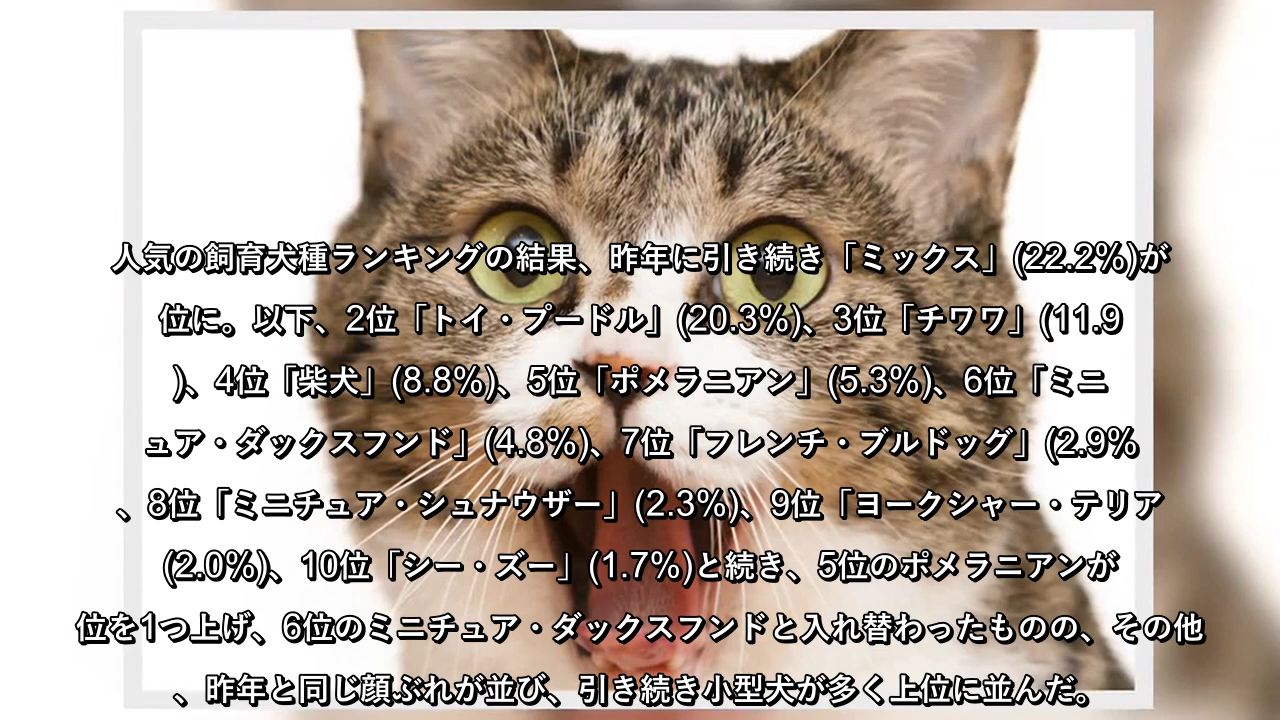 人気の飼育犬種ランキングの結果、昨年に引き続き「ミックス」(22.2%)が
位に。以下、2位「トイ・プードル」(20.3%)、3位「チワワ」(11.9
)、4位「柴犬」(8.8%)、5位「ポメラニアン」(5.3%)、6位「ミニ
ュア・ダックスフンド」(4.8%)、7位「フレンチ・ブルドッグ」(2.9%
、8位「ミニチュア・シュナウザー」(2.3%)、9位「ヨークシャー・テリア
(2.0%)、10位「シー・ズー」(1.7%)と続き、5位のポメラニアンが
位を1つ上げ、6位のミニチュア・ダックスフンドと入れ替わったものの、その他
、昨年と同じ顔ぶれが並び、引き続き小型犬が多く上位に並んだ。